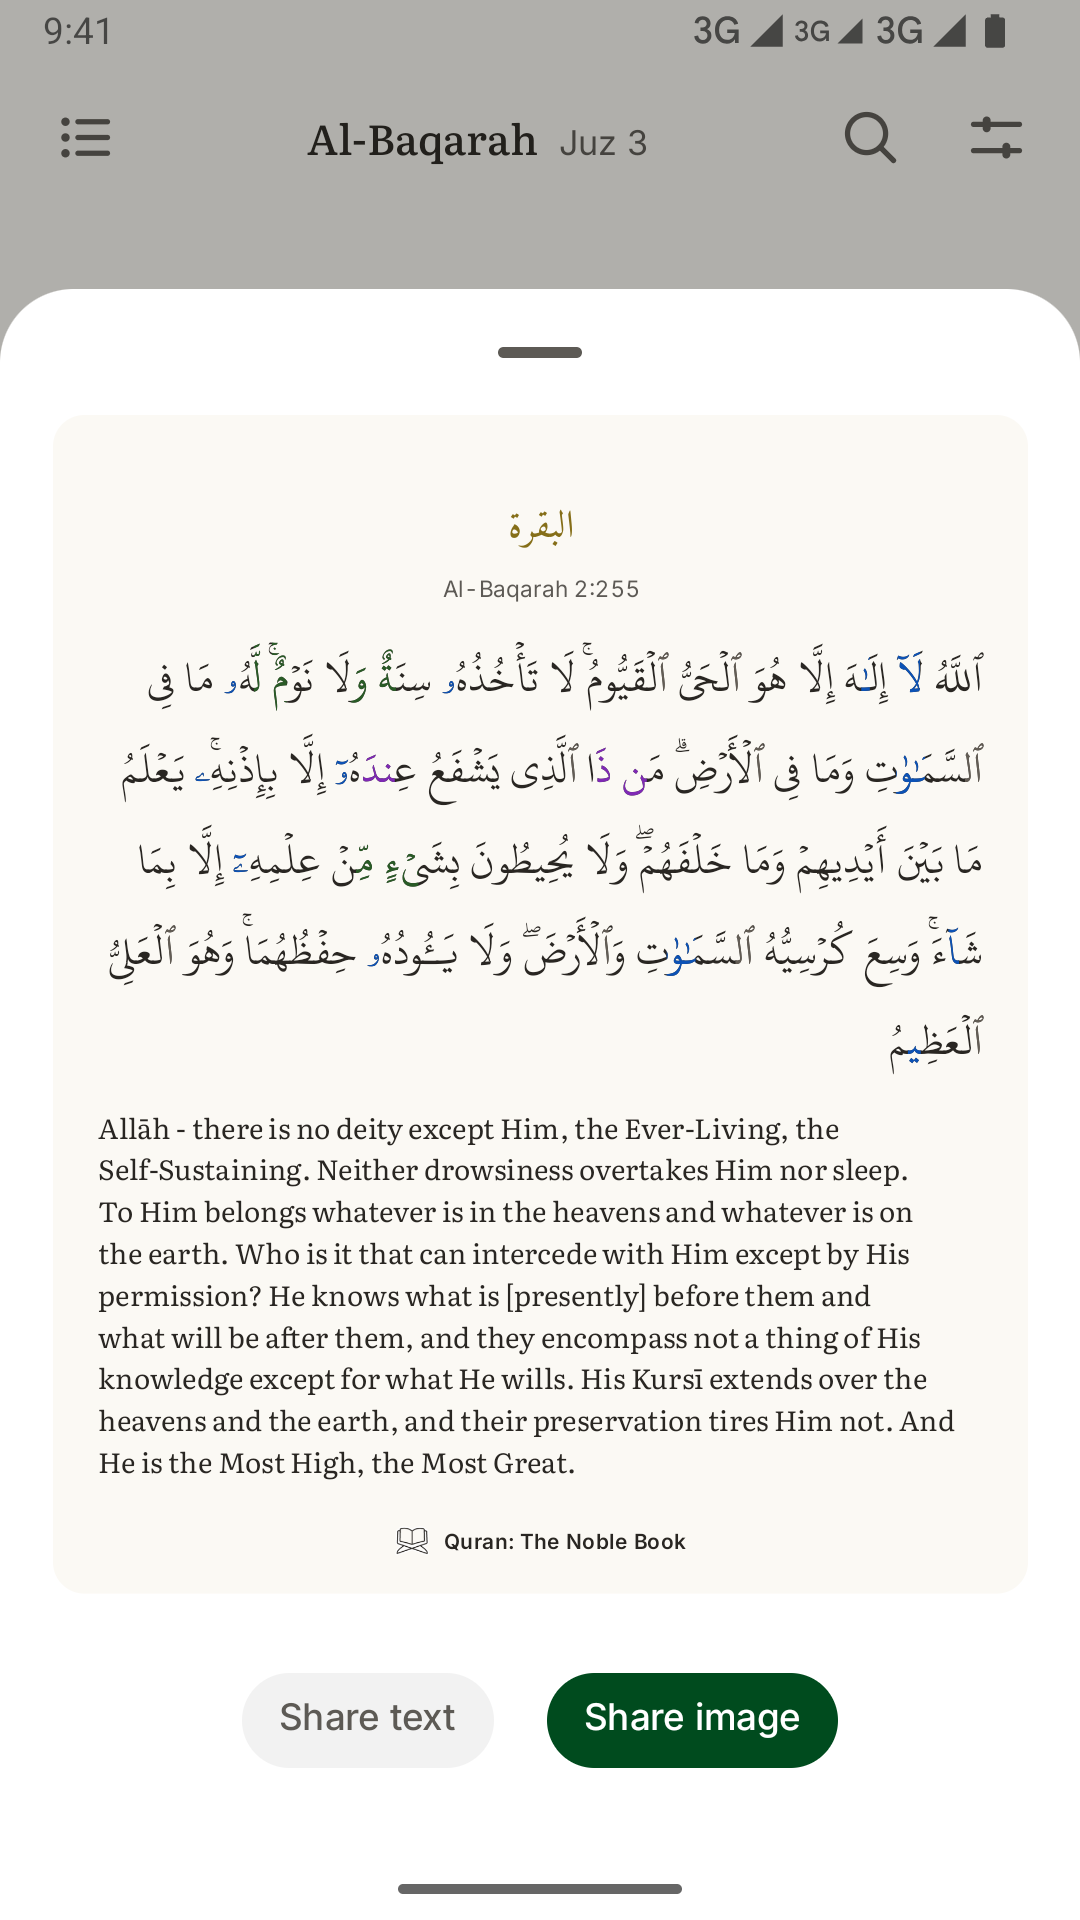 9:41 3G 3G 3G
Al-Baqarah Juz 3
البقرة
Al-Baqarah 2:255
ٱللَّهُ لَآ إِلَـٰهَ إِلَّا هُوَ ٱلْحَىُّ ٱلْقَيُّومُ ۚ لَا تَأْخُذُهُۥ سِنَةٌ وَلَا نَوْمٌ ۚ لَّهُۥ مَا فِى
ٱلسَّمَـٰوَٰتِ وَمَا فِى ٱلْأَرْضِ ۗ مَن ذَا ٱلَّذِى يَشْفَعُ عِندَهُۥٓ إِلَّا بِإِذْنِهِۦ ۚ يَعْلَمُ
مَا بَيْنَ أَيْدِيهِمْ وَمَا خَلْفَهُمْ ۖ وَلَا يُحِيطُونَ بِشَىْءٍ مِّنْ عِلْمِهِۦٓ إِلَّا بِمَا
شَآءَ ۚ وَسِعَ كُرْسِيُّهُ ٱلسَّمَـٰوَٰتِ وَٱلْأَرْضَ ۖ وَلَا يَـُٔودُهُۥ حِفْظُهُمَا ۚ وَهُوَ ٱلْعَلِىُّ
ٱلْعَظِيمُ
Allāh - there is no deity except Him, the Ever-Living, the
Self-Sustaining. Neither drowsiness overtakes Him nor sleep.
To Him belongs whatever is in the heavens and whatever is on
the earth. Who is it that can intercede with Him except by His
permission? He knows what is [presently] before them and
what will be after them, and they encompass not a thing of His
knowledge except for what He wills. His Kursī extends over the
heavens and the earth, and their preservation tires Him not. And
He is the Most High, the Most Great.
Quran: The Noble Book
Share text Share image